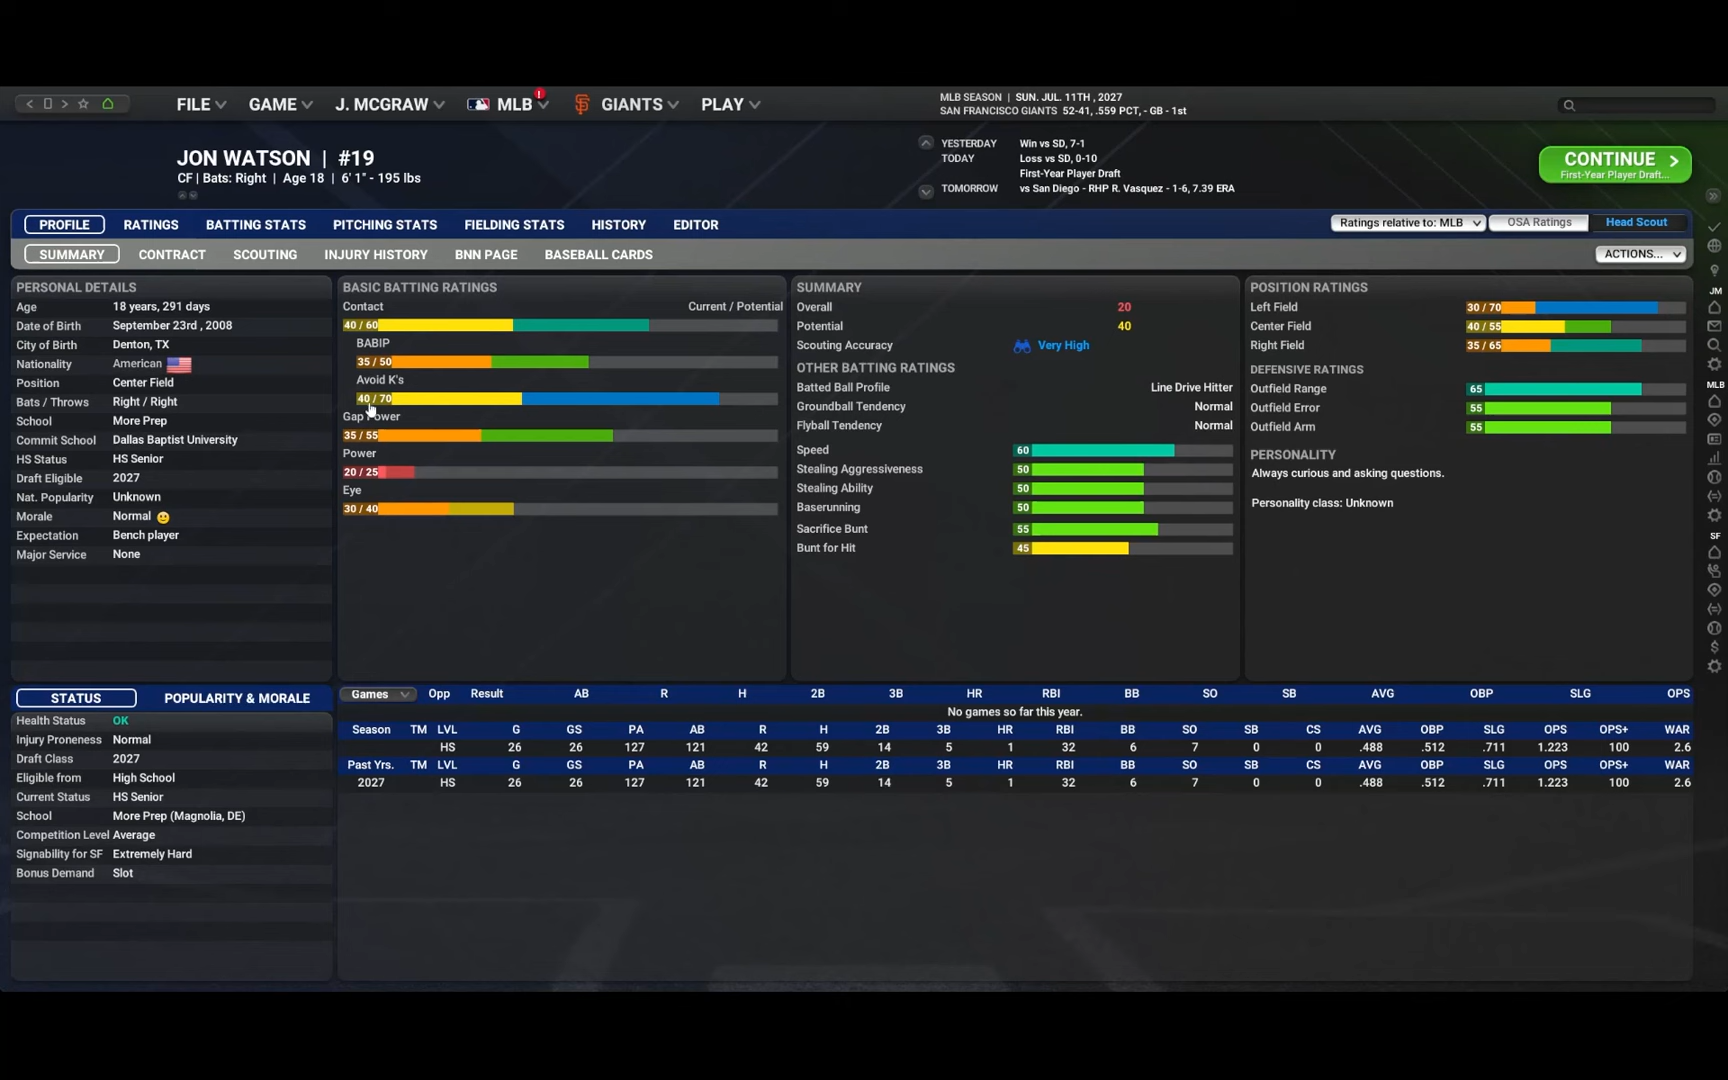 FILE GAME J. MCGRAW MLB GIANTS PLAY
MLB SEASON | SUN. JUL. 11TH, 2027
SAN FRANCISCO GIANTS 52-41, .559 PCT, - GB - 1st
JON WATSON | #19
CF | Bats: Right | Age 18 | 6' 1" - 195 lbs
YESTERDAY Win vs SD, 7-1
TODAY Loss vs SD, 0-10
First-Year Player Draft
TOMORROW vs San Diego - RHP R. Vasquez - 1-6, 7.39 ERA
CONTINUE >
First-Year Player Draft...
PROFILE RATINGS BATTING STATS PITCHING STATS FIELDING STATS HISTORY EDITOR
Ratings relative to: MLB OSA Ratings Head Scout
SUMMARY CONTRACT SCOUTING INJURY HISTORY BNN PAGE BASEBALL CARDS
ACTIONS...
PERSONAL DETAILS
Age 18 years, 291 days
Date of Birth September 23rd , 2008
City of Birth Denton, TX
Nationality American
Position Center Field
Bats / Throws Right / Right
School More Prep
Commit School Dallas Baptist University
HS Status HS Senior
Draft Eligible 2027
Nat. Popularity Unknown
Morale Normal
Expectation Bench player
Major Service None
BASIC BATTING RATINGS
Contact Current / Potential
40 / 60
BABIP
35 / 50
Avoid K's
40 / 70
Gap Power
35 / 55
Power
20 / 25
Eye
30 / 40
SUMMARY
Overall 20
Potential 40
Scouting Accuracy Very High
OTHER BATTING RATINGS
Batted Ball Profile Line Drive Hitter
Groundball Tendency Normal
Flyball Tendency Normal
Speed 60
Stealing Aggressiveness 50
Stealing Ability 50
Baserunning 50
Sacrifice Bunt 55
Bunt for Hit 45
POSITION RATINGS
Left Field 30 / 70
Center Field 40 / 55
Right Field 35 / 65
DEFENSIVE RATINGS
Outfield Range 65
Outfield Error 55
Outfield Arm 55
PERSONALITY
Always curious and asking questions.
Personality class: Unknown
JM
MLB
SF
STATUS POPULARITY & MORALE
Health Status OK
Injury Proneness Normal
Draft Class 2027
Eligible from High School
Current Status HS Senior
School More Prep (Magnolia, DE)
Competition Level Average
Signability for SF Extremely Hard
Bonus Demand Slot
Games Opp Result AB R H 2B 3B HR RBI BB SO SB AVG OBP SLG OPS
No games so far this year.
Season TM LVL G GS PA AB R H 2B 3B HR RBI BB SO SB CS AVG OBP SLG OPS OPS+ WAR
HS 26 26 127 121 42 59 14 5 1 32 6 7 0 0 .488 .512 .711 1.223 100 2.6
Past Yrs. TM LVL G GS PA AB R H 2B 3B HR RBI BB SO SB CS AVG OBP SLG OPS OPS+ WAR
2027 HS 26 26 127 121 42 59 14 5 1 32 6 7 0 0 .488 .512 .711 1.223 100 2.6